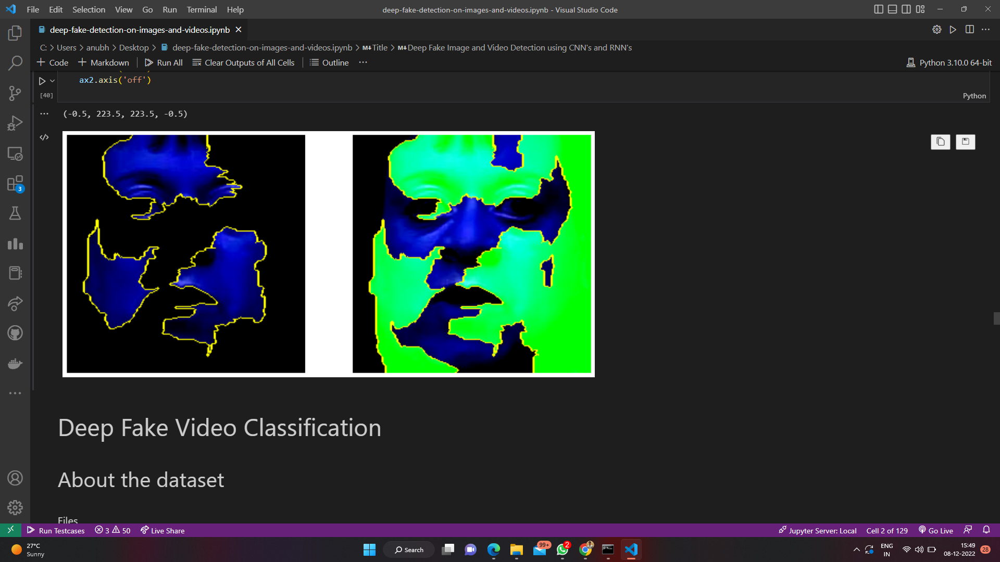 File Edit Selection View Go Run Terminal Help
deep-fake-detection-on-images-and-videos.ipynb - Visual Studio Code
deep-fake-detection-on-images-and-videos.ipynb
C: > Users > anubh > Desktop > deep-fake-detection-on-images-and-videos.ipynb > M↓Title > M↓Deep Fake Image and Video Detection using CNN's and RNN's
+ Code + Markdown Run All Clear Outputs of All Cells Outline ...
Python 3.10.0 64-bit
ax2.axis('off')
[40]
Python
(-0.5, 223.5, 223.5, -0.5)
3
Deep Fake Video Classification
About the dataset
Files
Run Testcases 3 50 Live Share
Jupyter Server: Local Cell 2 of 129 Go Live
27°C
Sunny
Search
99+
2
ENG
IN
15:49
08-12-2022
28